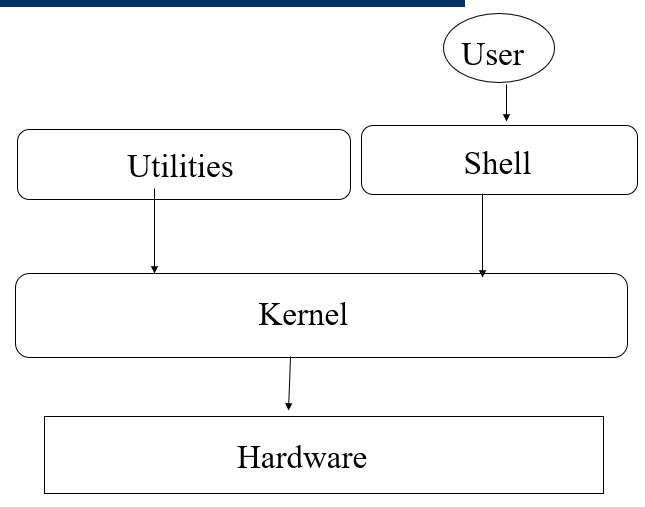 User
Utilities
Shell
Kernel
Hardware